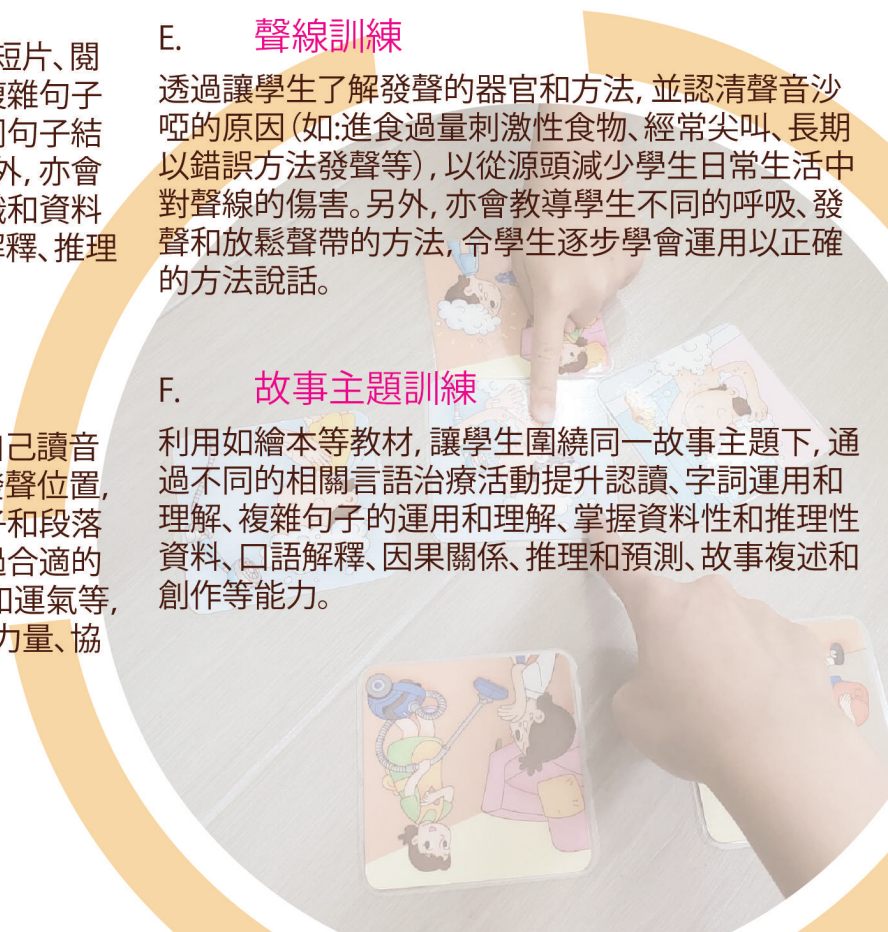 短片、閱
複雜句子
句子結
外, 亦會
和資料
解釋、推理
己讀音
發聲位置,
和段落
合適的
如運氣等,
力量、協
E. 聲線訓練
透過讓學生了解發聲的器官和方法, 並認清聲音沙
啞的原因 (如:進食過量刺激性食物、經常尖叫、長期
以錯誤方法發聲等) , 以從源頭減少學生日常生活中
對聲線的傷害。另外, 亦會教導學生不同的呼吸、發
聲和放鬆聲帶的方法, 令學生逐步學會運用以正確
的方法說話。
F. 故事主題訓練
利用如繪本等教材, 讓學生圍繞同一故事主題下, 通
過不同的相關言語治療活動提升認讀、字詞運用和
理解、複雜句子的運用和理解、掌握資料性和推理性
資料、口語解釋、因果關係、推理和預測、故事複述和
創作等能力。